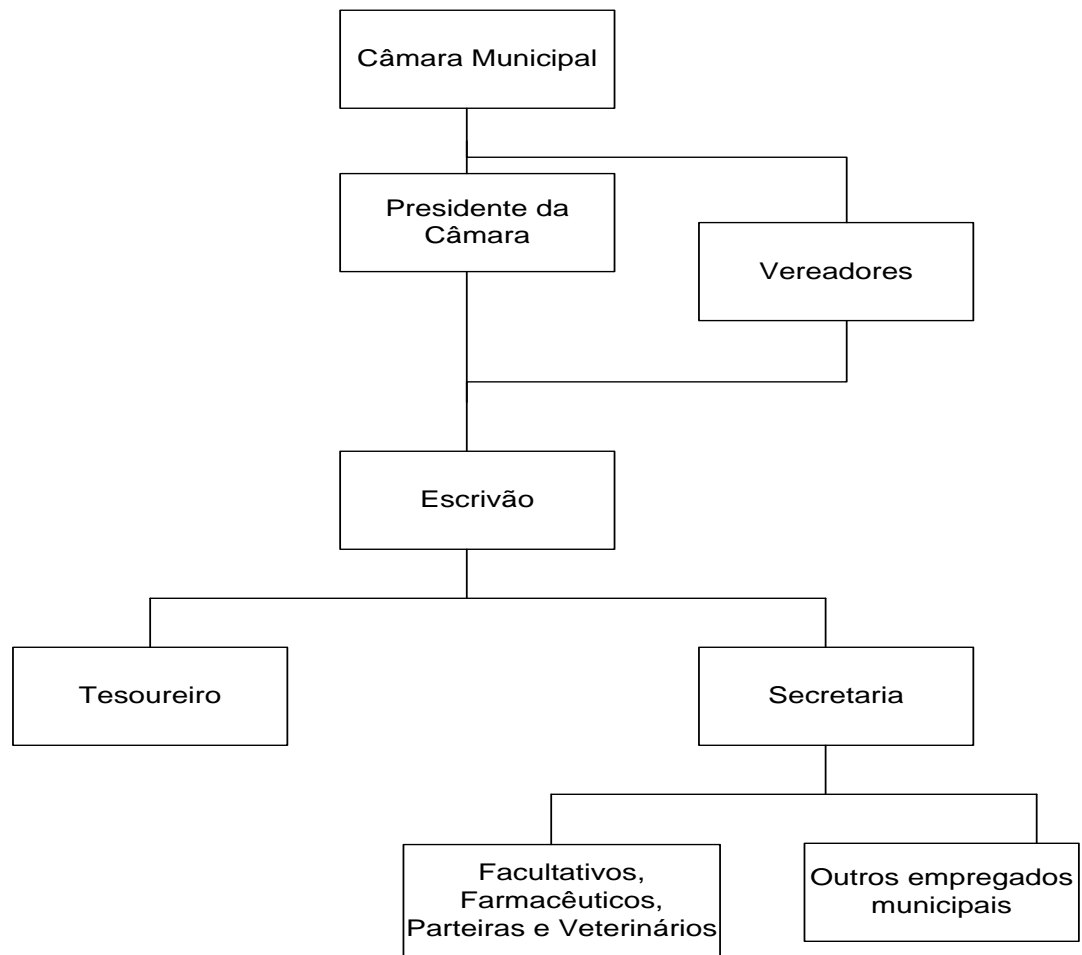 Câmara Municipal
Presidente da
Câmara
Vereadores
Escrivão
Tesoureiro
Secretaria
Facultativos,
Farmacêuticos,
Parteiras e Veterinários
Outros empregados
municipais